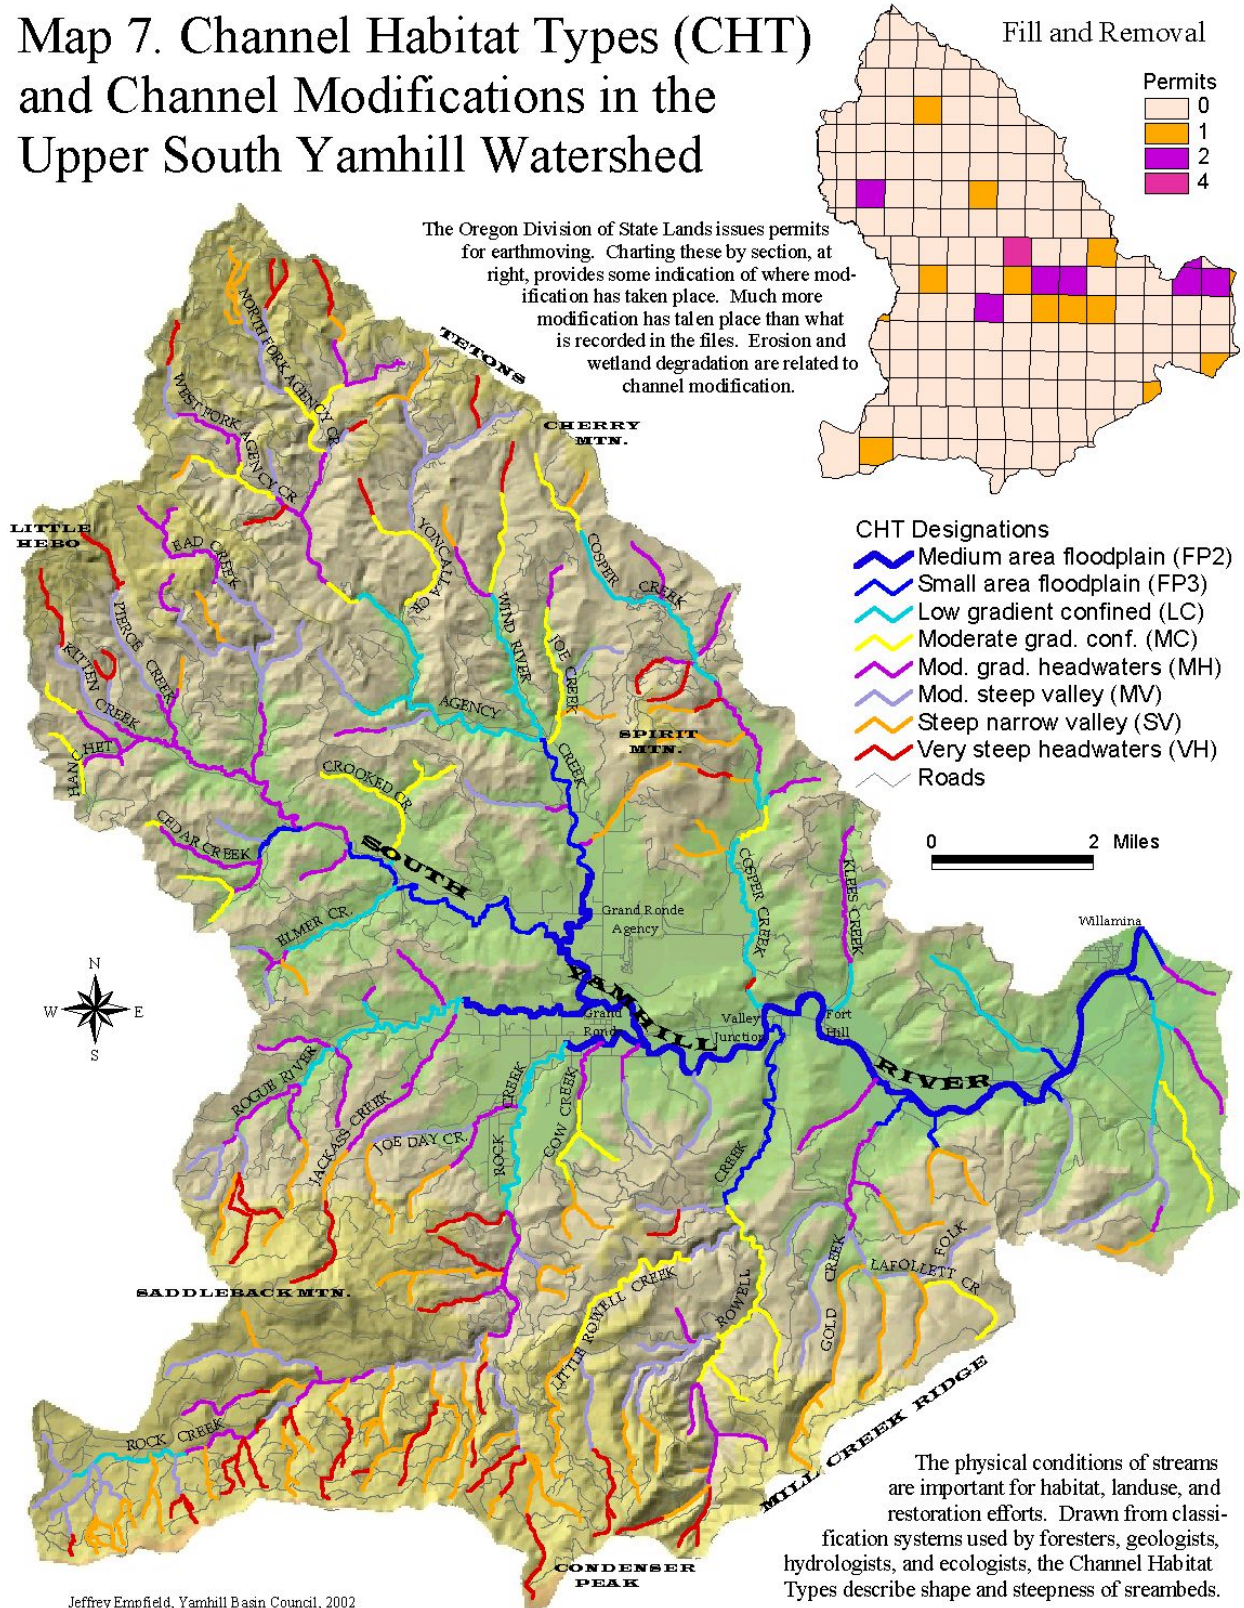 Map 7. Channel Habitat Types (CHT)
and Channel Modifications in the
Upper South Yamhill Watershed
Fill and Removal
Permits
0
1
2
4
The Oregon Division of State Lands issues permits
for earthmoving. Charting these by section, at
right, provides some indication of where mod-
ification has taken place. Much more
modification has talen place than what
is recorded in the files. Erosion and
wetland degradation are related to
channel modification.
TETONS
CHERRY
MTN.
NORTH FORK AGENCY CR
WEST FORK AGENCY CR
LITTLE
HEBO
BAD CREEK
YONCALLA CR.
COSPER
CREEK
PIERCE CREEK
WIND RIVER
JOE CREEK
KITTEN CREEK
AGENCY
CREEK
SPIRIT
MTN.
HANCHET
CROOKED CR.
CEDAR CREEK
SOUTH
COSPER CREEK
KLEES CREEK
ELMER CR.
Grand Ronde
Agency
Willamina
CHT Designations
Medium area floodplain (FP2)
Small area floodplain (FP3)
Low gradient confined (LC)
Moderate grad. conf. (MC)
Mod. grad. headwaters (MH)
Mod. steep valley (MV)
Steep narrow valley (SV)
Very steep headwaters (VH)
Roads
0 2 Miles
N
W E
S
YAMHILL
Grand
Ronde
Valley
Junction
Fort
Hill
RIVER
ROGUE RIVER
JACKASS CREEK
JOE DAY CR.
ROCK
CREEK
COW CREEK
CREEK
FOLK
LAFOLLETT CR
GOLD
CREEK
SADDLEBACK MTN.
LITTLE ROWELL CREEK
ROWELL
ROCK CREEK
MILL CREEK RIDGE
CONDENSER
PEAK
The physical conditions of streams
are important for habitat, landuse, and
restoration efforts. Drawn from classi-
fication systems used by foresters, geologists,
hydrologists, and ecologists, the Channel Habitat
Types describe shape and steepness of sreambeds.
Jeffrey Empfield, Yamhill Basin Council, 2002